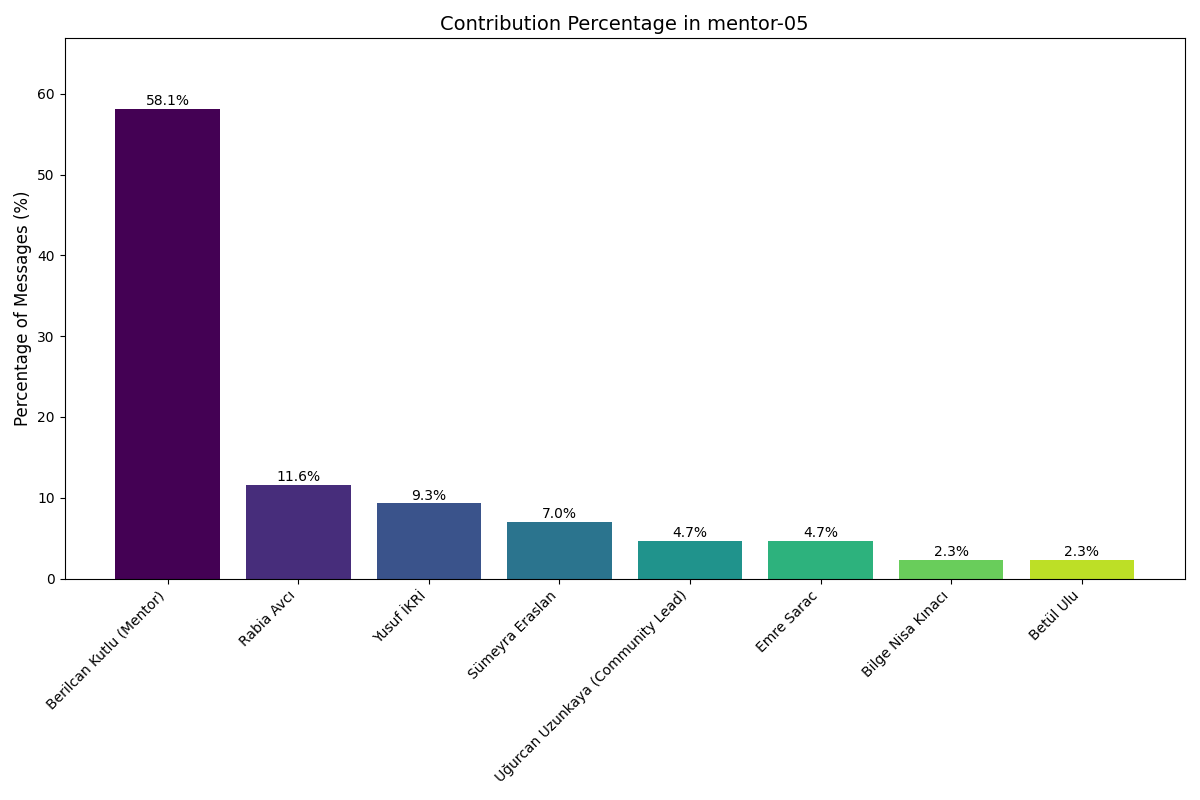 Contribution Percentage in mentor-05
Percentage of Messages (%)
60
50
40
30
20
10
0
58.1%
11.6%
9.3%
7.0%
4.7%
4.7%
2.3%
2.3%
Berilcan Kutlu (Mentor)
Rabia Avcı
Yusuf İKRİ
Sümeyra Eraslan
Uğurcan Uzunkaya (Community Lead)
Emre Sarac
Bilge Nisa Kınacı
Betül Ulu